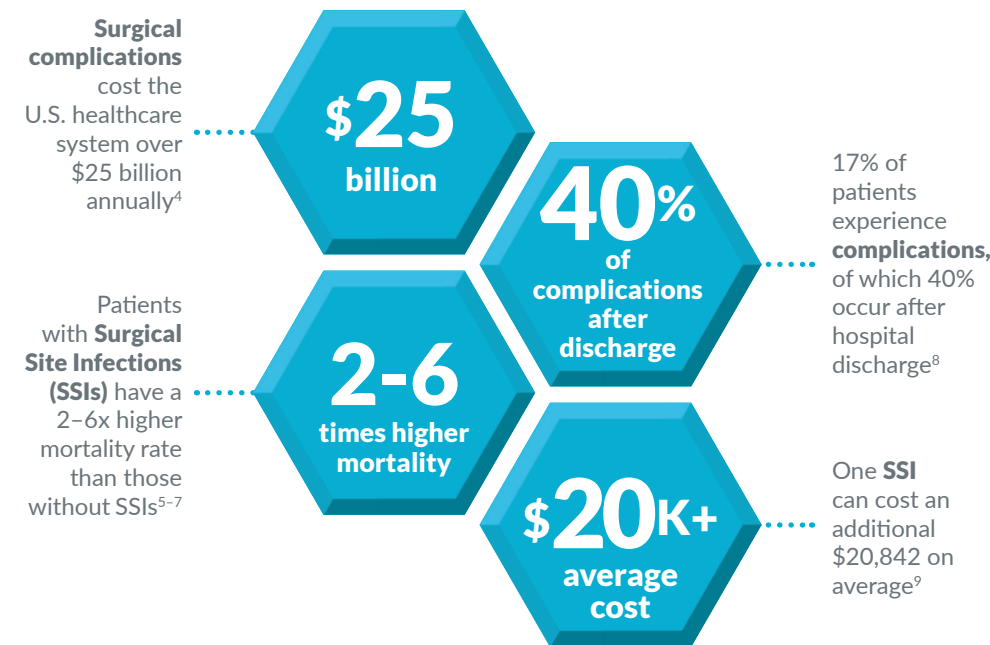 Surgical
complications
cost the
U.S. healthcare
system over
$25 billion
annually⁴
$25
billion
40%
of
complications
after
discharge
17% of
patients
experience
complications,
of which 40%
occur after
hospital
discharge⁸
Patients
with Surgical
Site Infections
(SSIs) have a
2–6x higher
mortality rate
than those
without SSIs⁵⁻⁷
2-6
times higher
mortality
$20K+
average
cost
One SSI
can cost an
additional
$20,842 on
average⁹